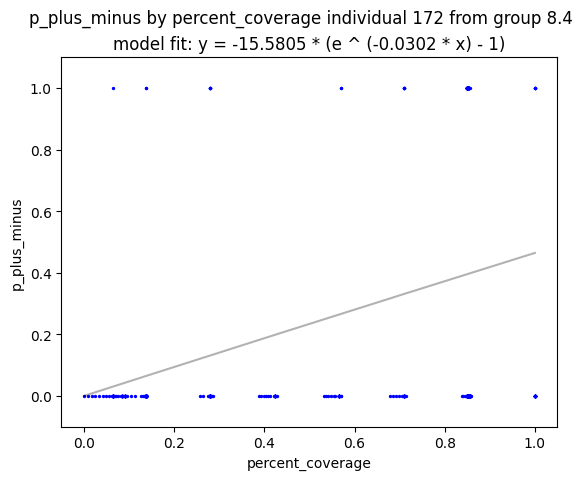 p_plus_minus by percent_coverage individual 172 from group 8.4
model fit: y = -15.5805 * (e ^ (-0.0302 * x) - 1)
1.0
0.8
0.6
0.4
0.2
0.0
p_plus_minus
0.0 0.2 0.4 0.6 0.8 1.0
percent_coverage